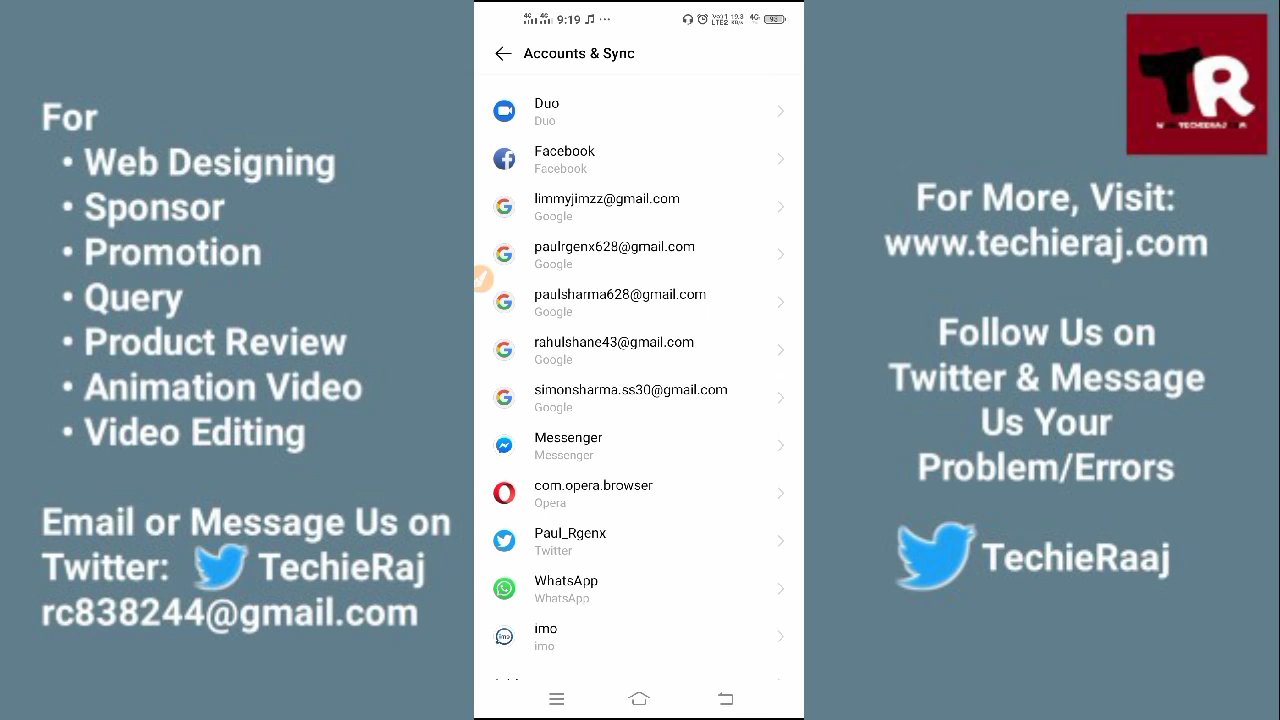 For
• Web Designing
• Sponsor
• Promotion
• Query
• Product Review
• Animation Video
• Video Editing
Email or Message Us on
Twitter: TechieRaj
rc838244@gmail.com
9:19
93
Accounts & Sync
Duo
Duo
Facebook
Facebook
limmyjimzz@gmail.com
Google
paulrgenx628@gmail.com
Google
paulsharma628@gmail.com
Google
rahulshane43@gmail.com
Google
simonsharma.ss30@gmail.com
Google
Messenger
Messenger
com.opera.browser
Opera
Paul_Rgenx
Twitter
WhatsApp
WhatsApp
imo
imo
TR
For More, Visit:
www.techieraj.com
Follow Us on
Twitter & Message
Us Your
Problem/Errors
TechieRaaj